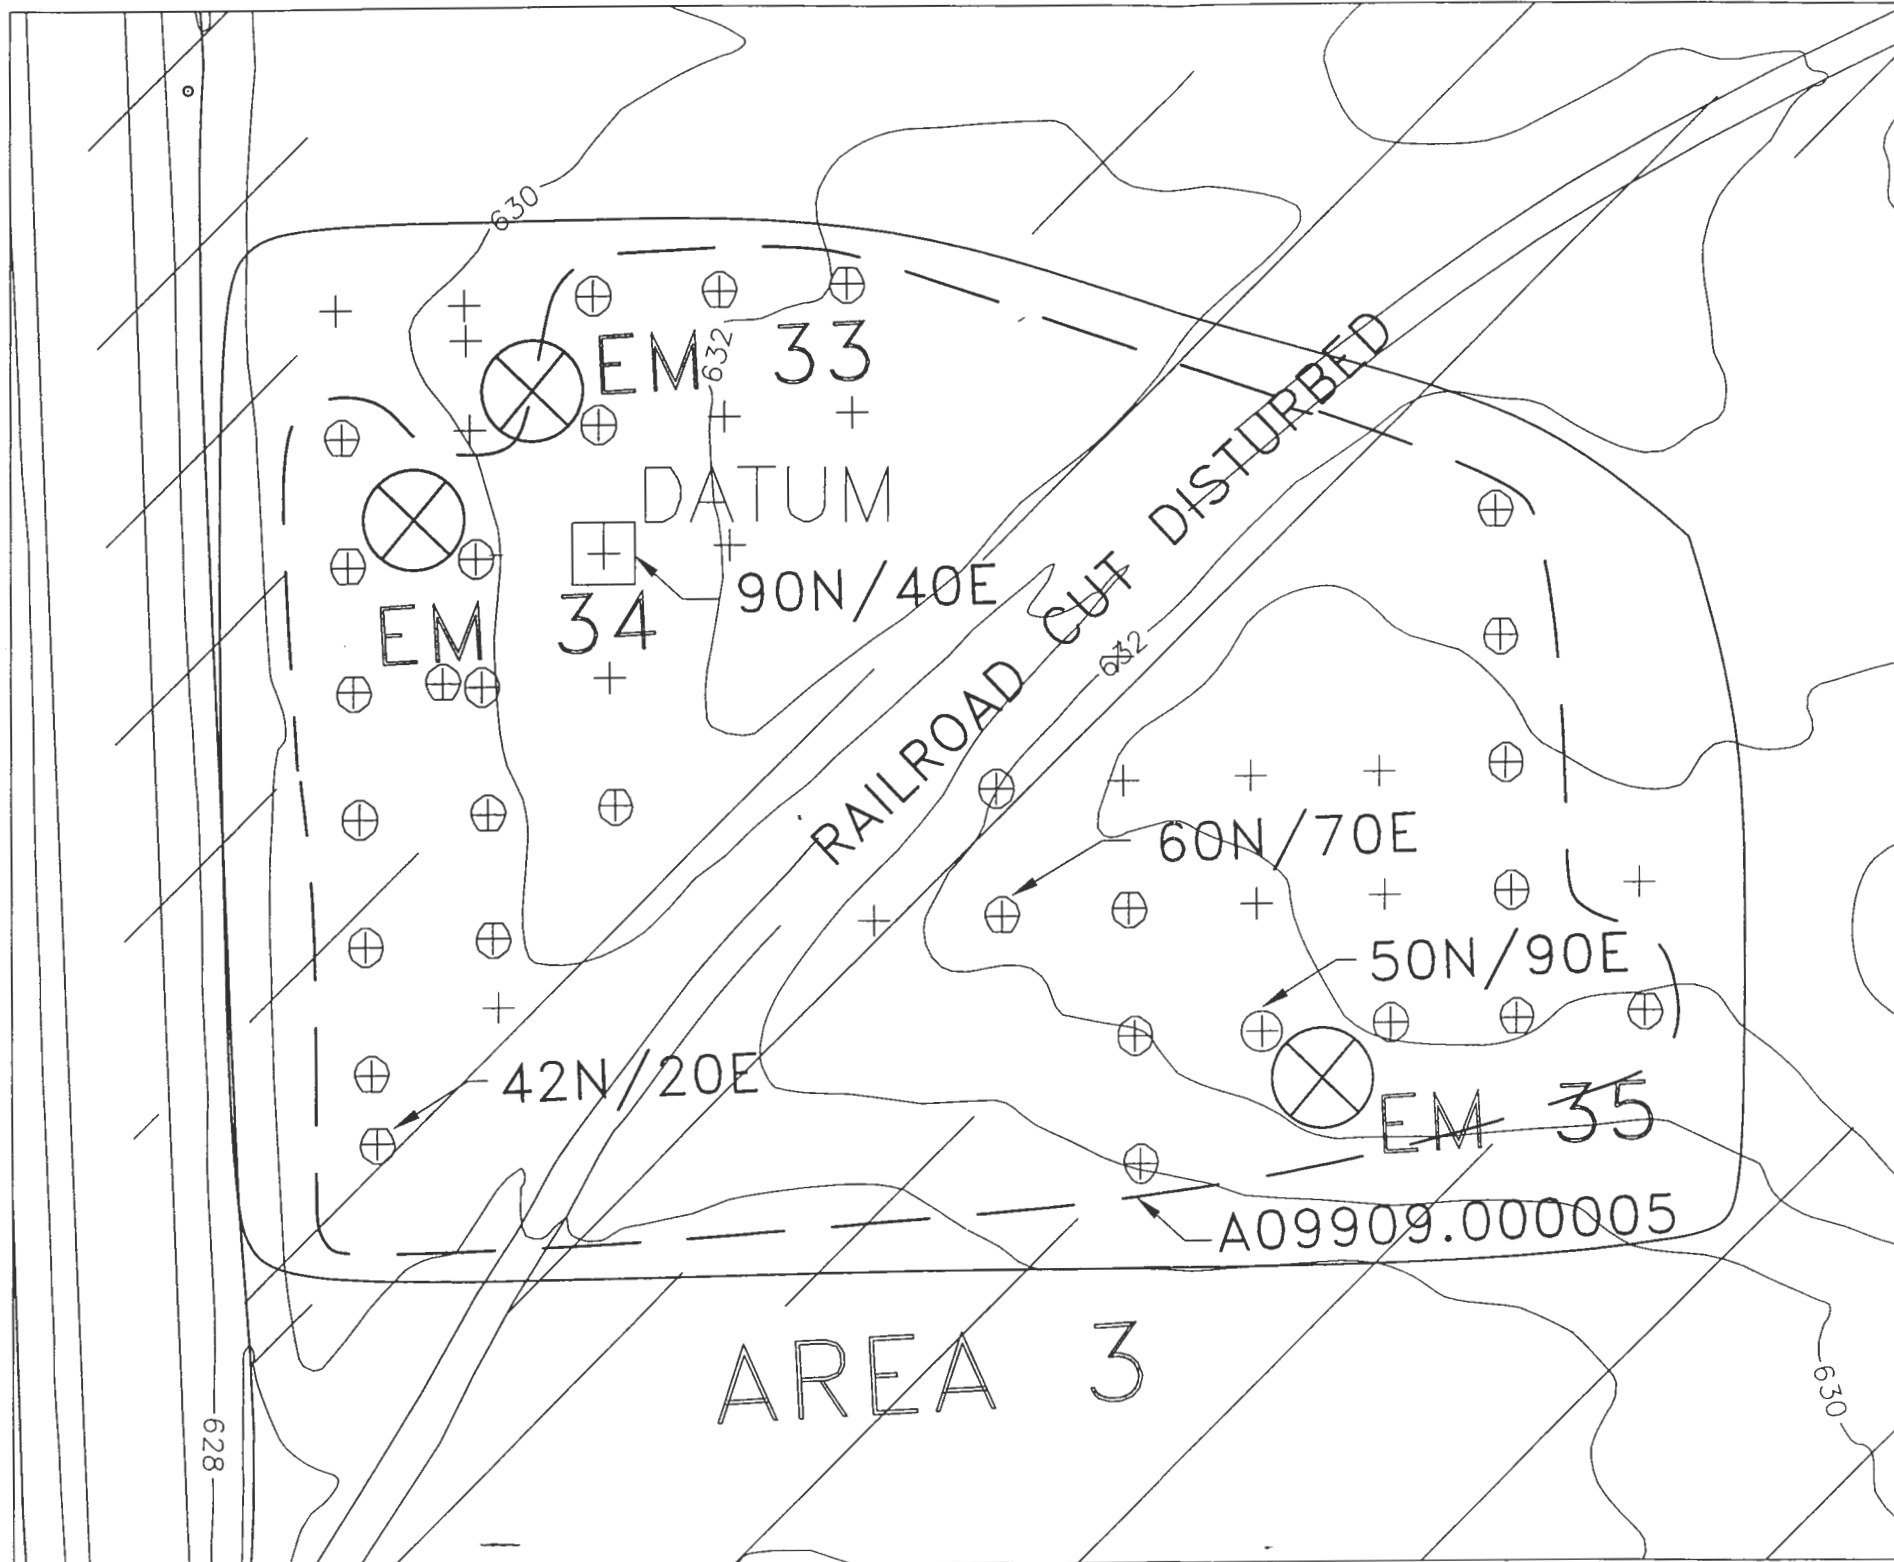 630
EM 33
632
DATUM
90N/40E
EM 34
RAILROAD CUT DISTURBED
632
60N/70E
50N/90E
42N/20E
EM 35
A09909.000005
AREA 3
630
628